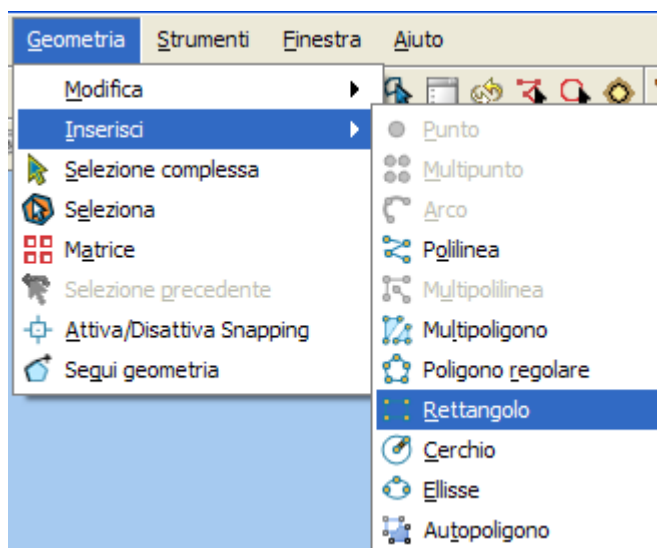 Geometria Strumenti Finestra Aiuto
Modifica
Inserisci
Selezione complessa
Seleziona
Matrice
Selezione precedente
Attiva/Disattiva Snapping
Segui geometria
Punto
Multipunto
Arco
Polilinea
Multipolilinea
Multipoligono
Poligono regolare
Rettangolo
Cerchio
Ellisse
Autopoligono